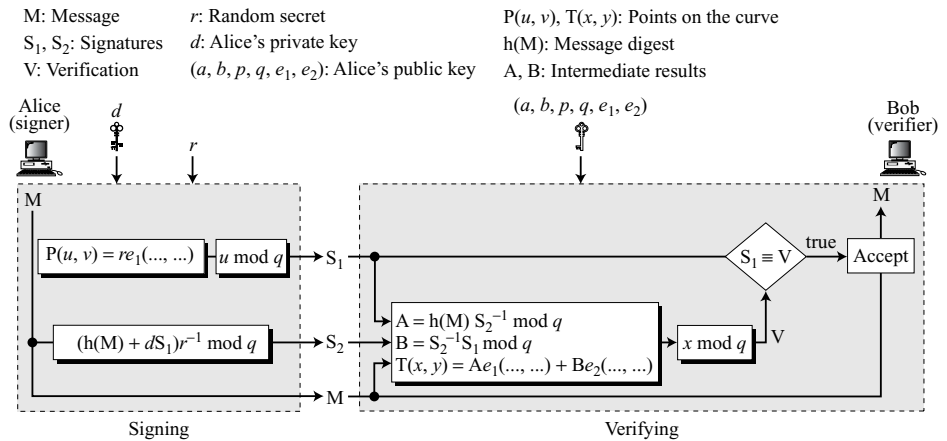 M: Message
r: Random secret
P(u, v), T(x, y): Points on the curve
S₁, S₂: Signatures
d: Alice's private key
h(M): Message digest
V: Verification
(a, b, p, q, e₁, e₂): Alice's public key
A, B: Intermediate results
Alice
(signer)
d
r
(a, b, p, q, e₁, e₂)
Bob
(verifier)
M
M
P(u, v) = re₁(..., ...)
u mod q
S₁
S₁ ≡ V
true
Accept
(h(M) + dS₁)r⁻¹ mod q
S₂
A = h(M) S₂⁻¹ mod q
B = S₂⁻¹S₁ mod q
T(x, y) = Ae₁(..., ...) + Be₂(..., ...)
x mod q
V
M
Signing
Verifying